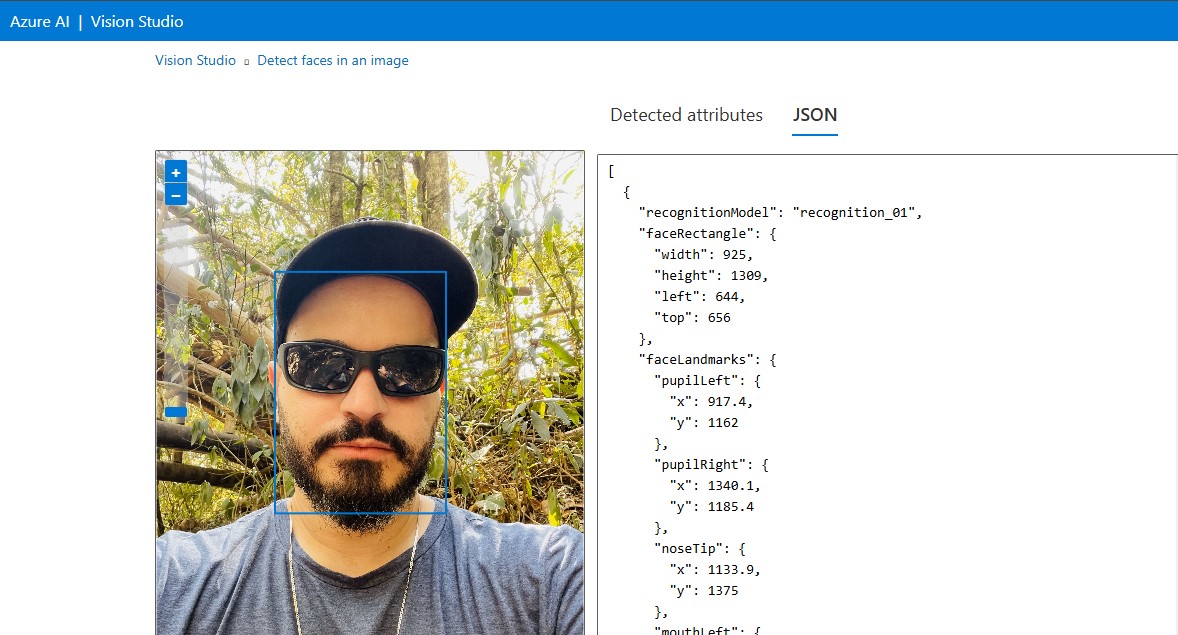 Azure AI | Vision Studio
Vision Studio ▯ Detect faces in an image
Detected attributes JSON
+
−
[
{
"recognitionModel": "recognition_01",
"faceRectangle": {
"width": 925,
"height": 1309,
"left": 644,
"top": 656
},
"faceLandmarks": {
"pupilLeft": {
"x": 917.4,
"y": 1162
},
"pupilRight": {
"x": 1340.1,
"y": 1185.4
},
"noseTip": {
"x": 1133.9,
"y": 1375
},
"mouthLeft": {